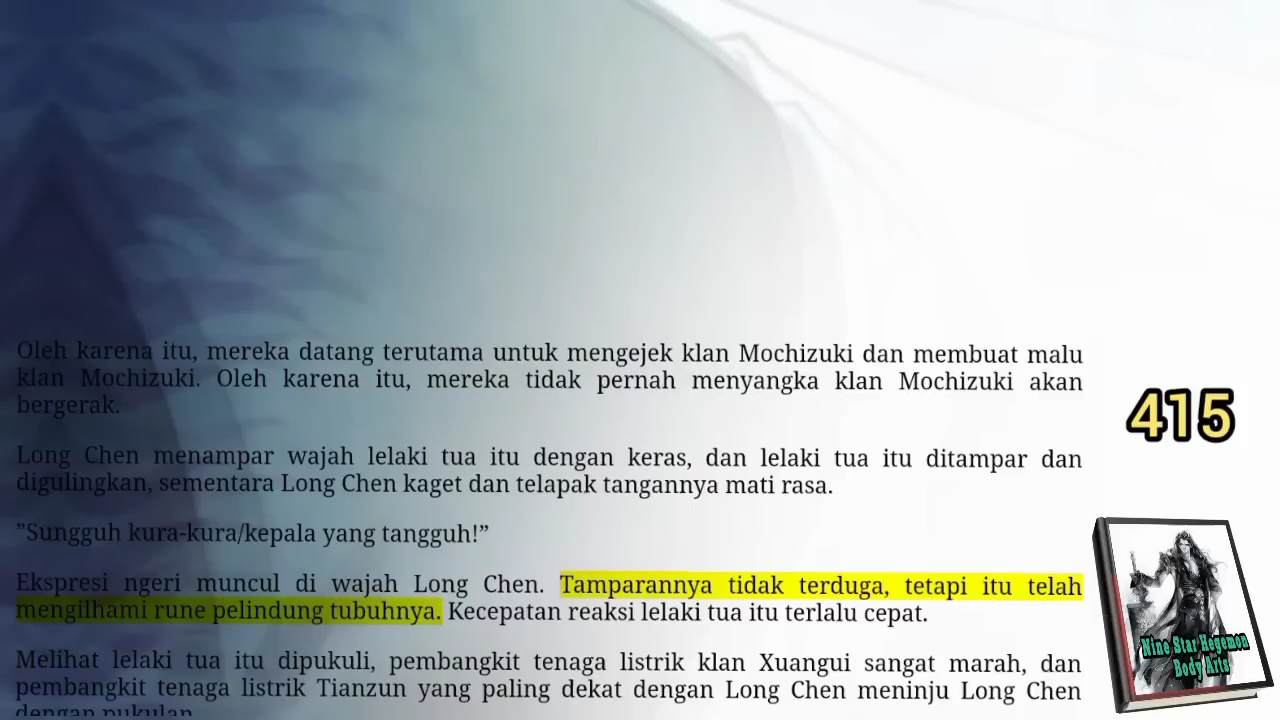 Oleh karena itu, mereka datang terutama untuk mengejek klan Mochizuki dan membuat malu
klan Mochizuki. Oleh karena itu, mereka tidak pernah menyangka klan Mochizuki akan
bergerak.
Long Chen menampar wajah lelaki tua itu dengan keras, dan lelaki tua itu ditampar dan
digulingkan, sementara Long Chen kaget dan telapak tangannya mati rasa.
”Sungguh kura-kura/kepala yang tangguh!”
Ekspresi ngeri muncul di wajah Long Chen. Tamparannya tidak terduga, tetapi itu telah
mengilhami rune pelindung tubuhnya. Kecepatan reaksi lelaki tua itu terlalu cepat.
Melihat lelaki tua itu dipukuli, pembangkit tenaga listrik klan Xuangui sangat marah, dan
pembangkit tenaga listrik Tianzun yang paling dekat dengan Long Chen meninju Long Chen
dengan pukulan
415
Nine Star Hegemon
Body Arts